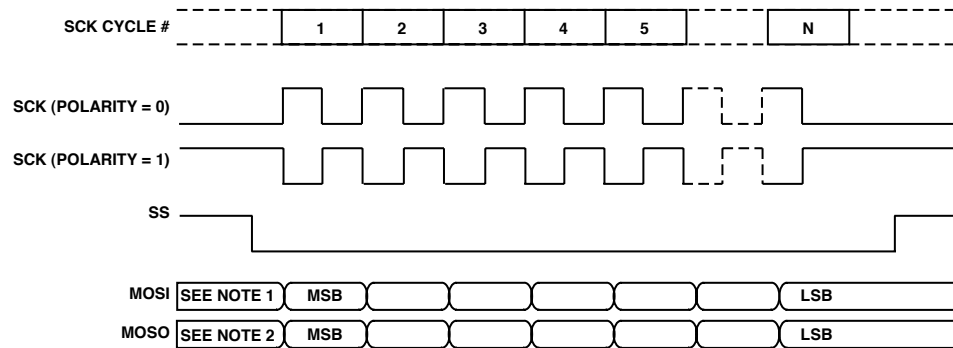 SCK CYCLE # 1 2 3 4 5 N
SCK (POLARITY = 0)
SCK (POLARITY = 1)
SS
MOSI SEE NOTE 1 MSB LSB
MOSO SEE NOTE 2 MSB LSB